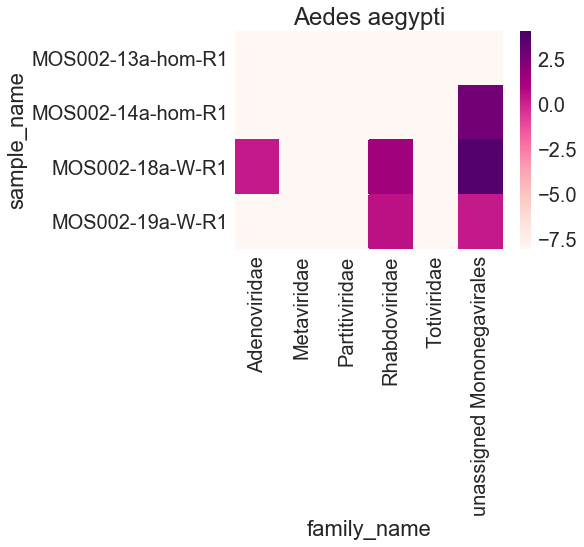 Aedes aegypti
sample_name
MOS002-13a-hom-R1
MOS002-14a-hom-R1
MOS002-18a-W-R1
MOS002-19a-W-R1
2.5
0.0
−2.5
−5.0
−7.5
Adenoviridae
Metaviridae
Partitiviridae
Rhabdoviridae
Totiviridae
unassigned Mononegavirales
family_name